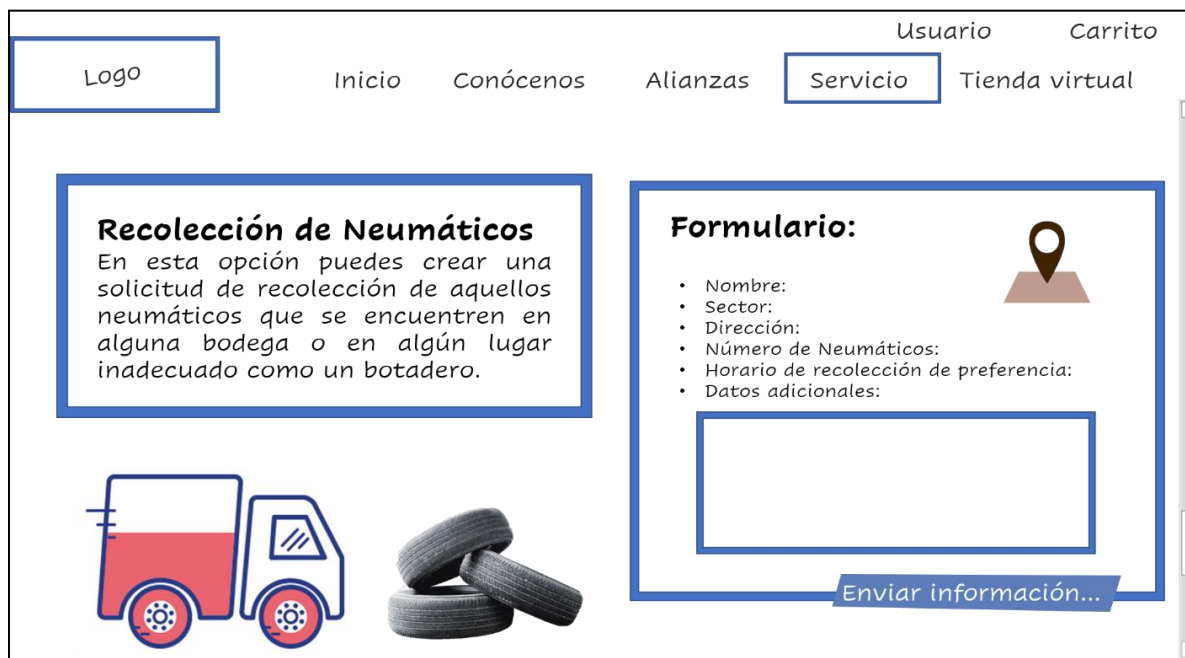 Usuario Carrito
Logo
Inicio Conócenos Alianzas Servicio Tienda virtual
Recolección de Neumáticos
En esta opción puedes crear una
solicitud de recolección de aquellos
neumáticos que se encuentren en
alguna bodega o en algún lugar
inadecuado como un botadero.
Formulario:
• Nombre:
• Sector:
• Dirección:
• Número de Neumáticos:
• Horario de recolección de preferencia:
• Datos adicionales:
Enviar información...